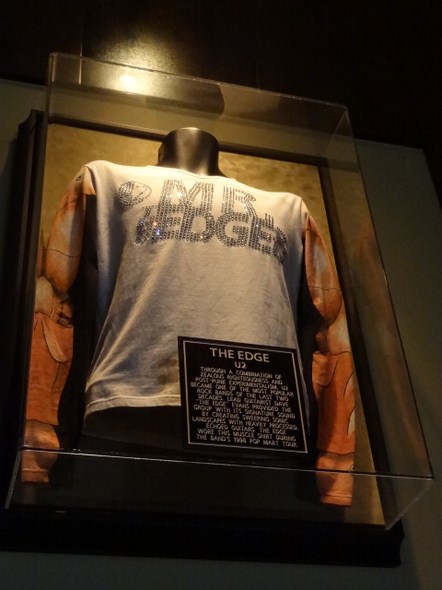 MR.
EDGE
THE EDGE
U2
THROUGH A COMBINATION OF
ZEALOUS RIGHTEOUSNESS AND
POST-PUNK EXPERIMENTALISM, U2
BECAME ONE OF THE MOST POPULAR
ROCK BANDS OF THE LAST TWO
DECADES. LEAD GUITARIST DAVE
"THE EDGE" EVANS PROVIDED THE
GROUP WITH ITS SIGNATURE SOUND
BY CREATING SWEEPING SONIC
LANDSCAPES WITH HEAVILY PROCESSED,
ECHOED GUITARS. THE EDGE
WORE THIS MUSCLE SHIRT DURING
THE BAND'S 1998 POP MART TOUR.